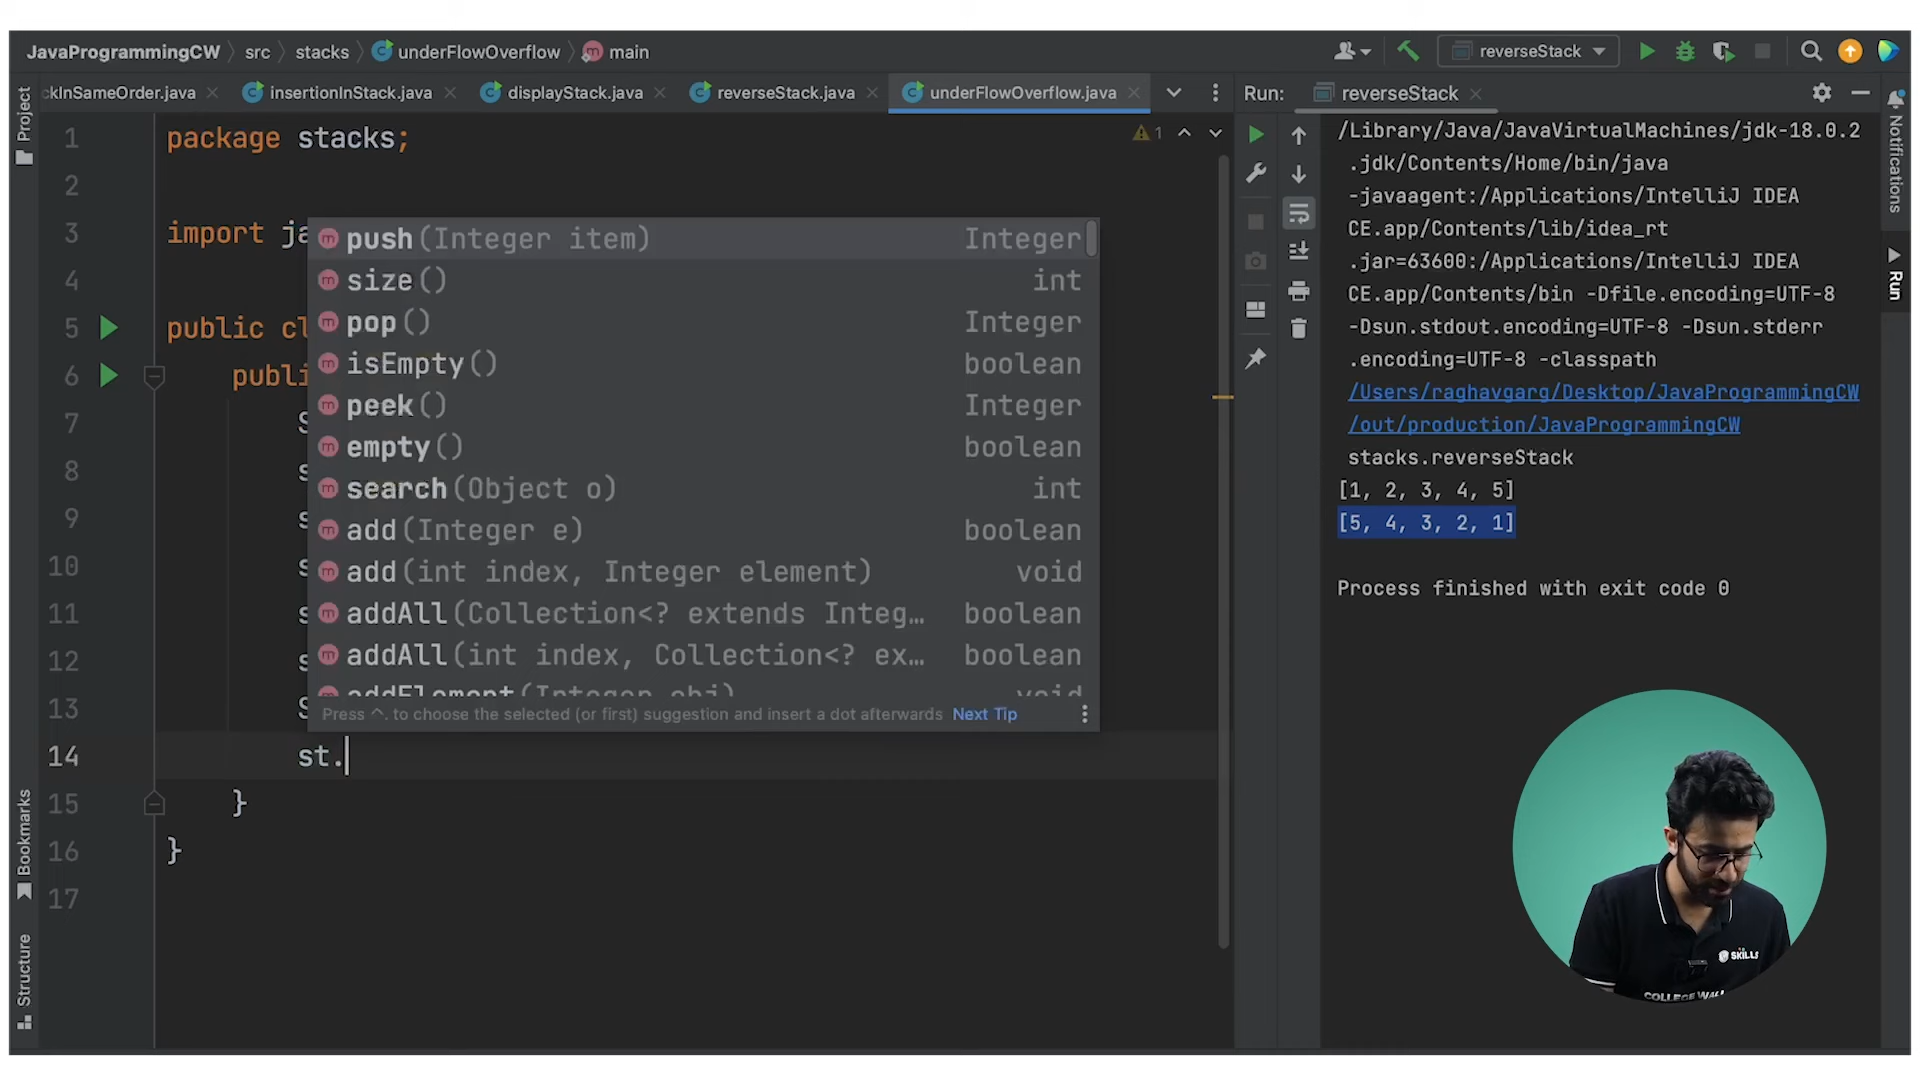 JavaProgrammingCW src stacks underFlowOverflow main
reverseStack
ckInSameOrder.java insertionInStack.java displayStack.java reverseStack.java underFlowOverflow.java
Run: reverseStack
Project
Bookmarks
Structure
1 package stacks;
1
2
3 import ja
4
5 public cl
6 publi
7 S
8 s
9 s
10 s
11 s
12 s
13 S
14 st.
15 }
16 }
17
push(Integer item) Integer
size() int
pop() Integer
isEmpty() boolean
peek() Integer
empty() boolean
search(Object o) int
add(Integer e) boolean
add(int index, Integer element) void
addAll(Collection<? extends Integ… boolean
addAll(int index, Collection<? ex… boolean
addElement(Integer obj) void
Press ^. to choose the selected (or first) suggestion and insert a dot afterwards Next Tip
/Library/Java/JavaVirtualMachines/jdk-18.0.2
.jdk/Contents/Home/bin/java
-javaagent:/Applications/IntelliJ IDEA
CE.app/Contents/lib/idea_rt
.jar=63600:/Applications/IntelliJ IDEA
CE.app/Contents/bin -Dfile.encoding=UTF-8
-Dsun.stdout.encoding=UTF-8 -Dsun.stderr
.encoding=UTF-8 -classpath
/Users/raghavgarg/Desktop/JavaProgrammingCW
/out/production/JavaProgrammingCW
stacks.reverseStack
[1, 2, 3, 4, 5]
[5, 4, 3, 2, 1]
Process finished with exit code 0
Notifications
Run
SKILLS
COLLEGE